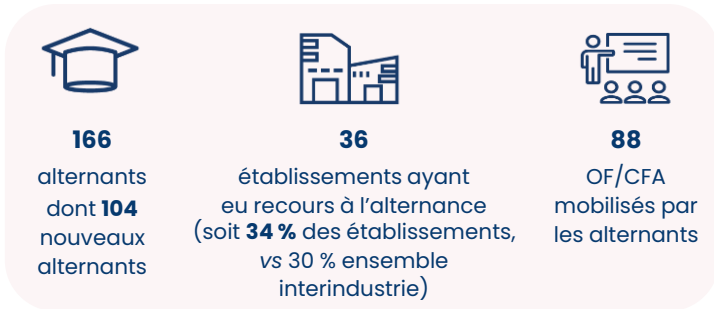 166
alternants
dont 104
nouveaux
alternants
36
établissements ayant
eu recours à l’alternance
(soit 34 % des établissements,
vs 30 % ensemble
interindustrie)
88
OF/CFA
mobilisés par
les alternants